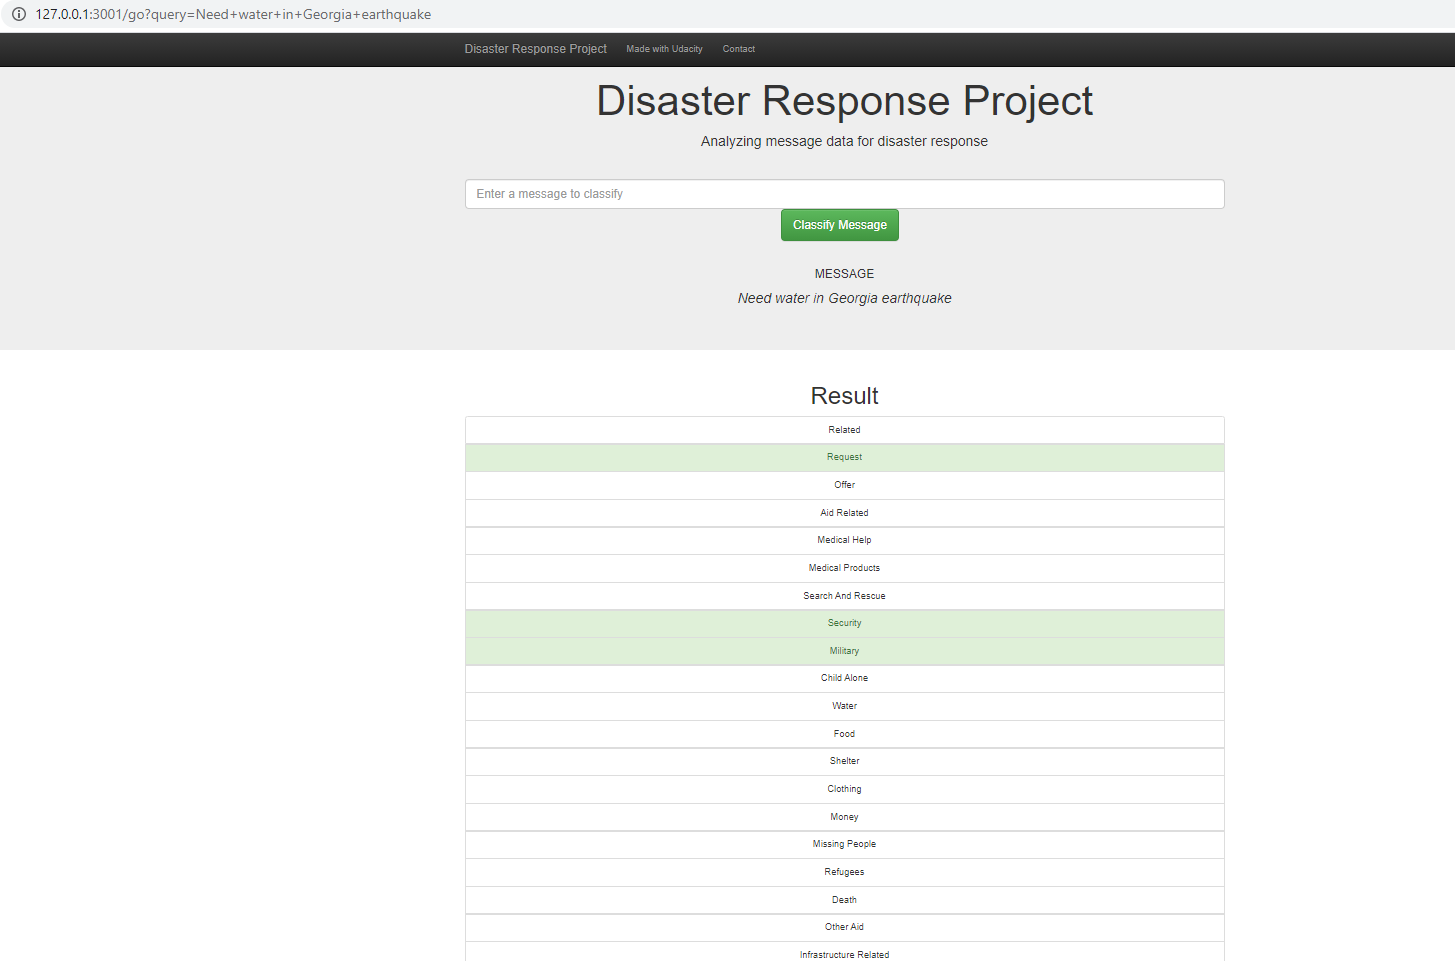 127.0.0.1:3001/go?query=Need+water+in+Georgia+earthquake
Disaster Response Project Made with Udacity Contact
Disaster Response Project
Analyzing message data for disaster response
Enter a message to classify
Classify Message
MESSAGE
Need water in Georgia earthquake
Result
Related
Request
Offer
Aid Related
Medical Help
Medical Products
Search And Rescue
Security
Military
Child Alone
Water
Food
Shelter
Clothing
Money
Missing People
Refugees
Death
Other Aid
Infrastructure Related